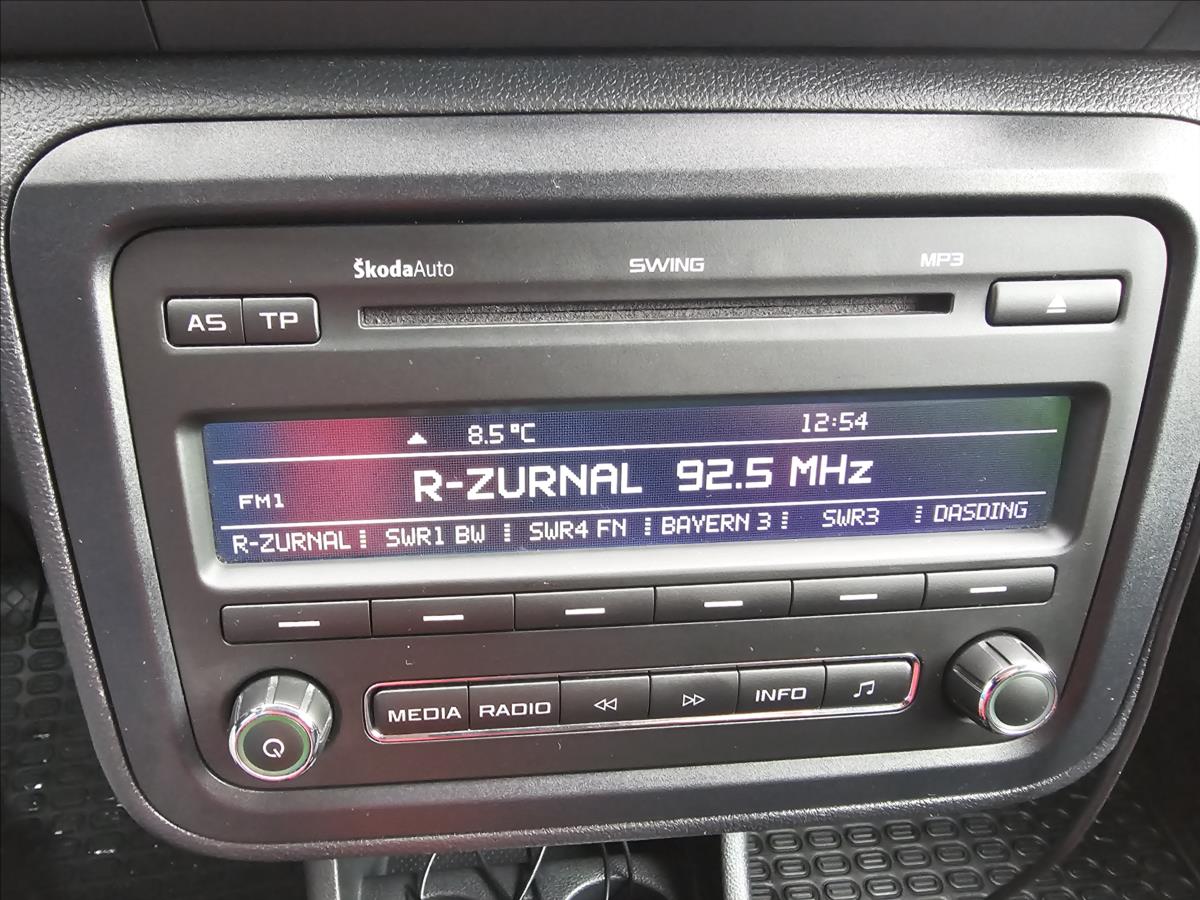 ŠkodaAuto SWING MP3
AS TP
8.5°C 12:54
FM1 R-ZURNAL 92.5 MHz
R-ZURNAL SWR1 BW SWR4 FN BAYERN 3 SWR3 DASDING
MEDIA RADIO INFO